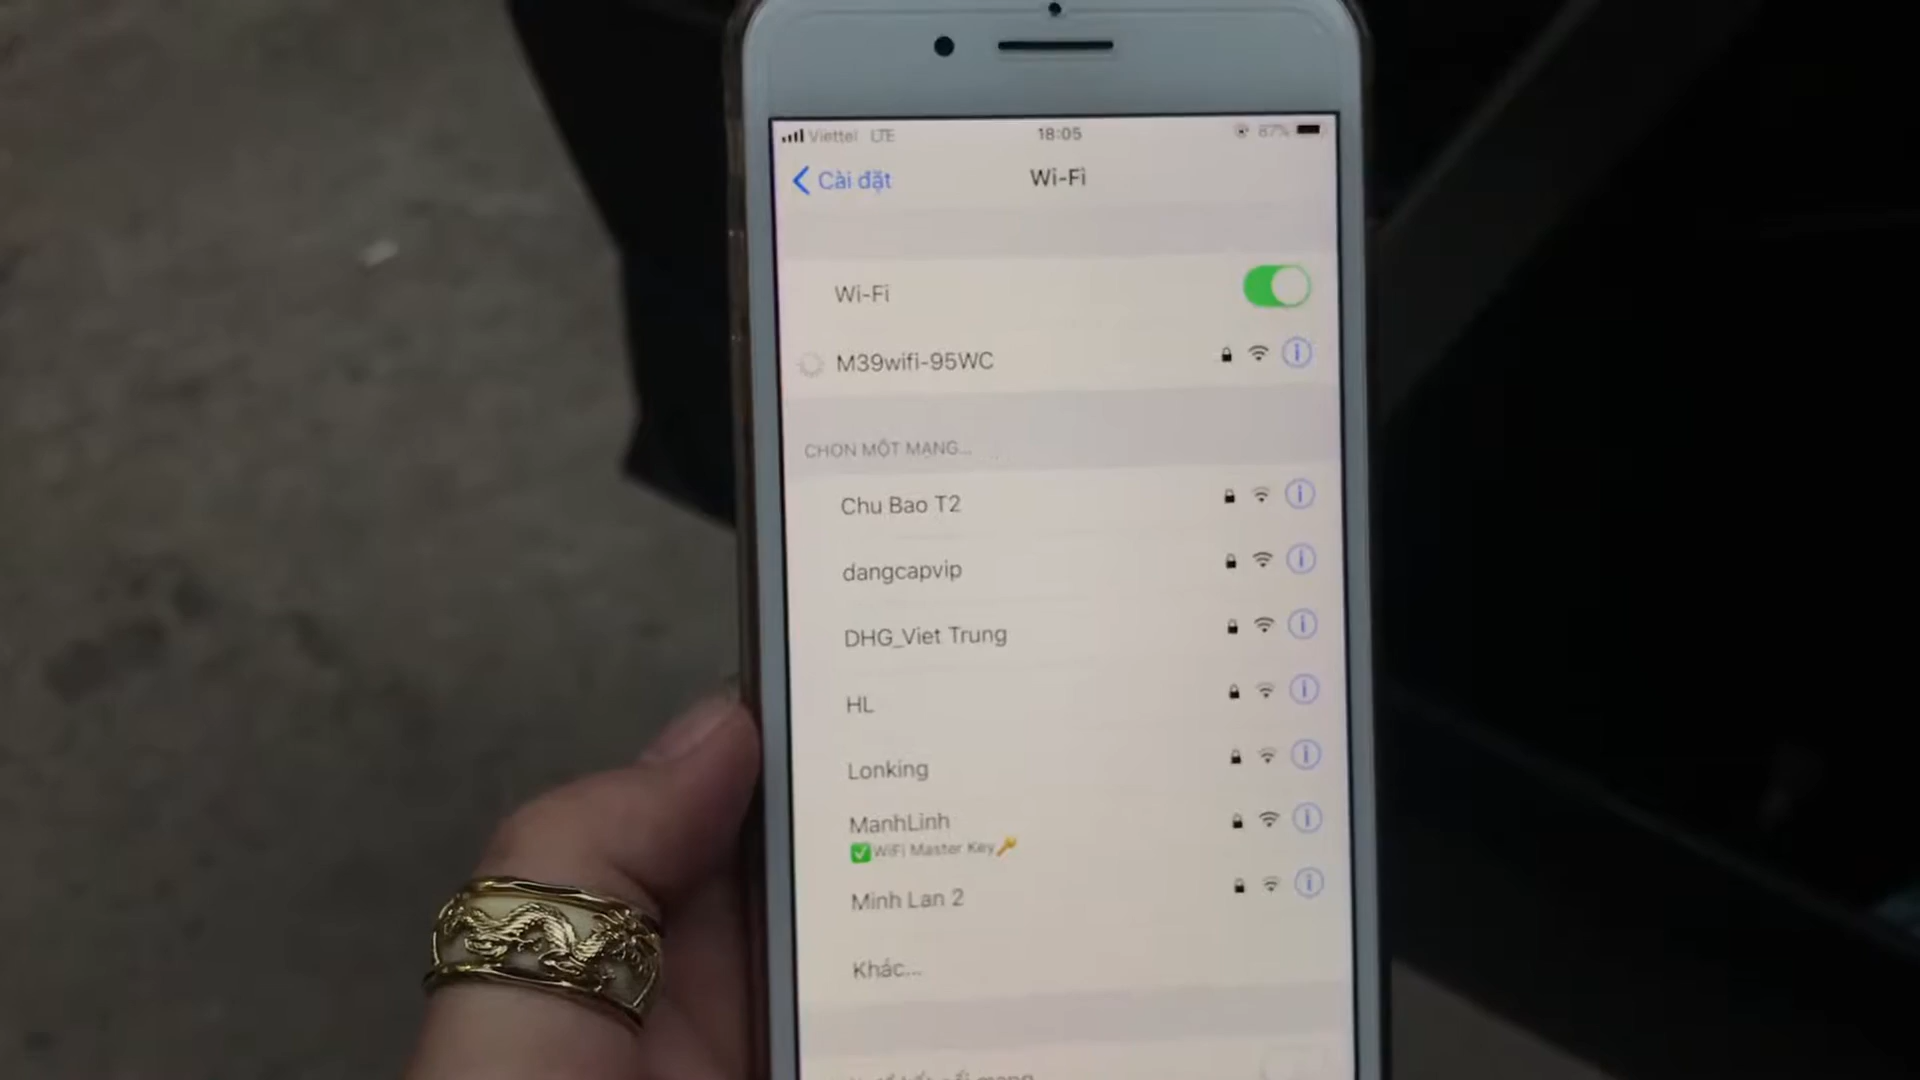 Viettel LTE 18:05 87%
Cài đặt Wi-Fi
Wi-Fi
M39wifi-95WC
CHỌN MỘT MẠNG...
Chu Bao T2
dangcapvip
DHG_Viet Trung
HL
Lonking
ManhLinh
✅WiFi Master Key🔑
Minh Lan 2
Khác...